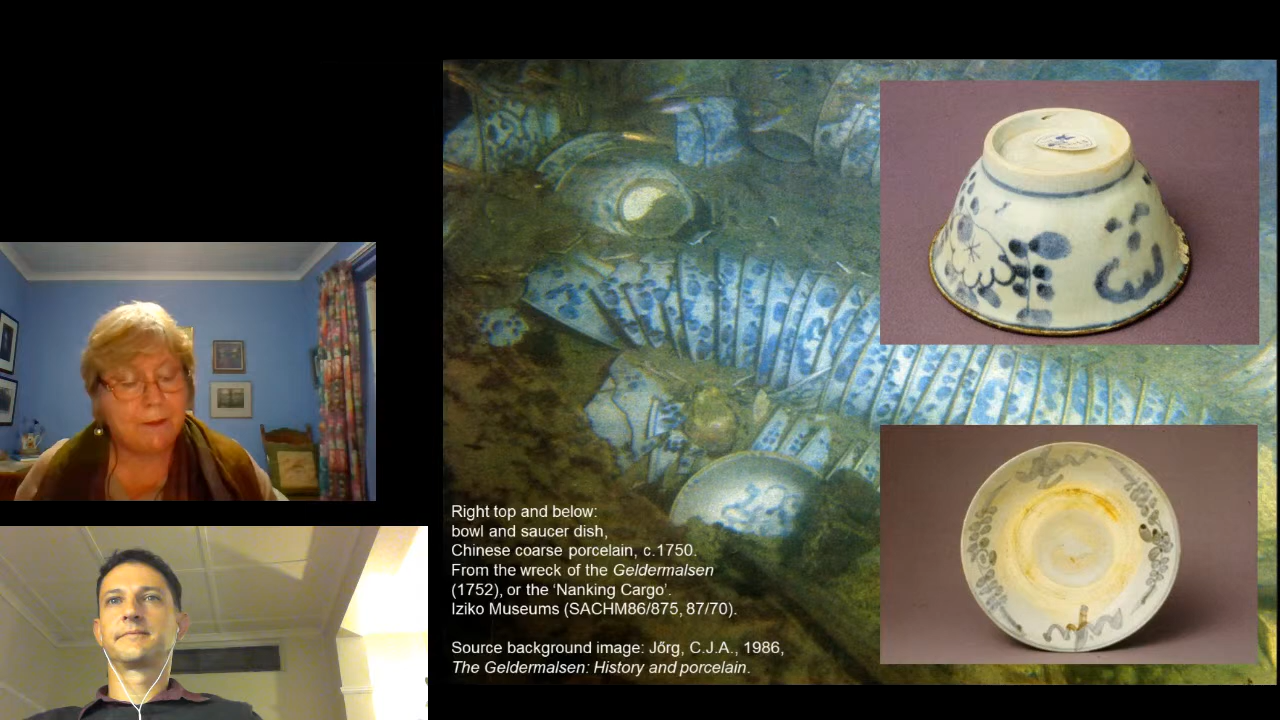 Right top and below:
bowl and saucer dish,
Chinese coarse porcelain, c.1750.
From the wreck of the Geldermalsen
(1752), or the ‘Nanking Cargo’.
Iziko Museums (SACHM86/875, 87/70).
Source background image: Jőrg, C.J.A., 1986,
The Geldermalsen: History and porcelain.